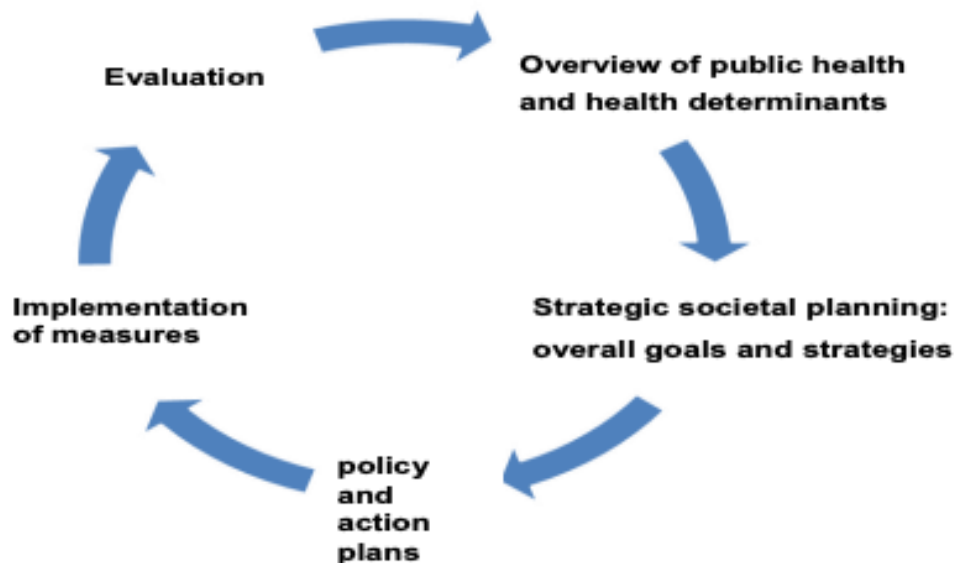 Evaluation
Overview of public health
and health determinants
Strategic societal planning:
overall goals and strategies
policy
and
action
plans
Implementation
of measures